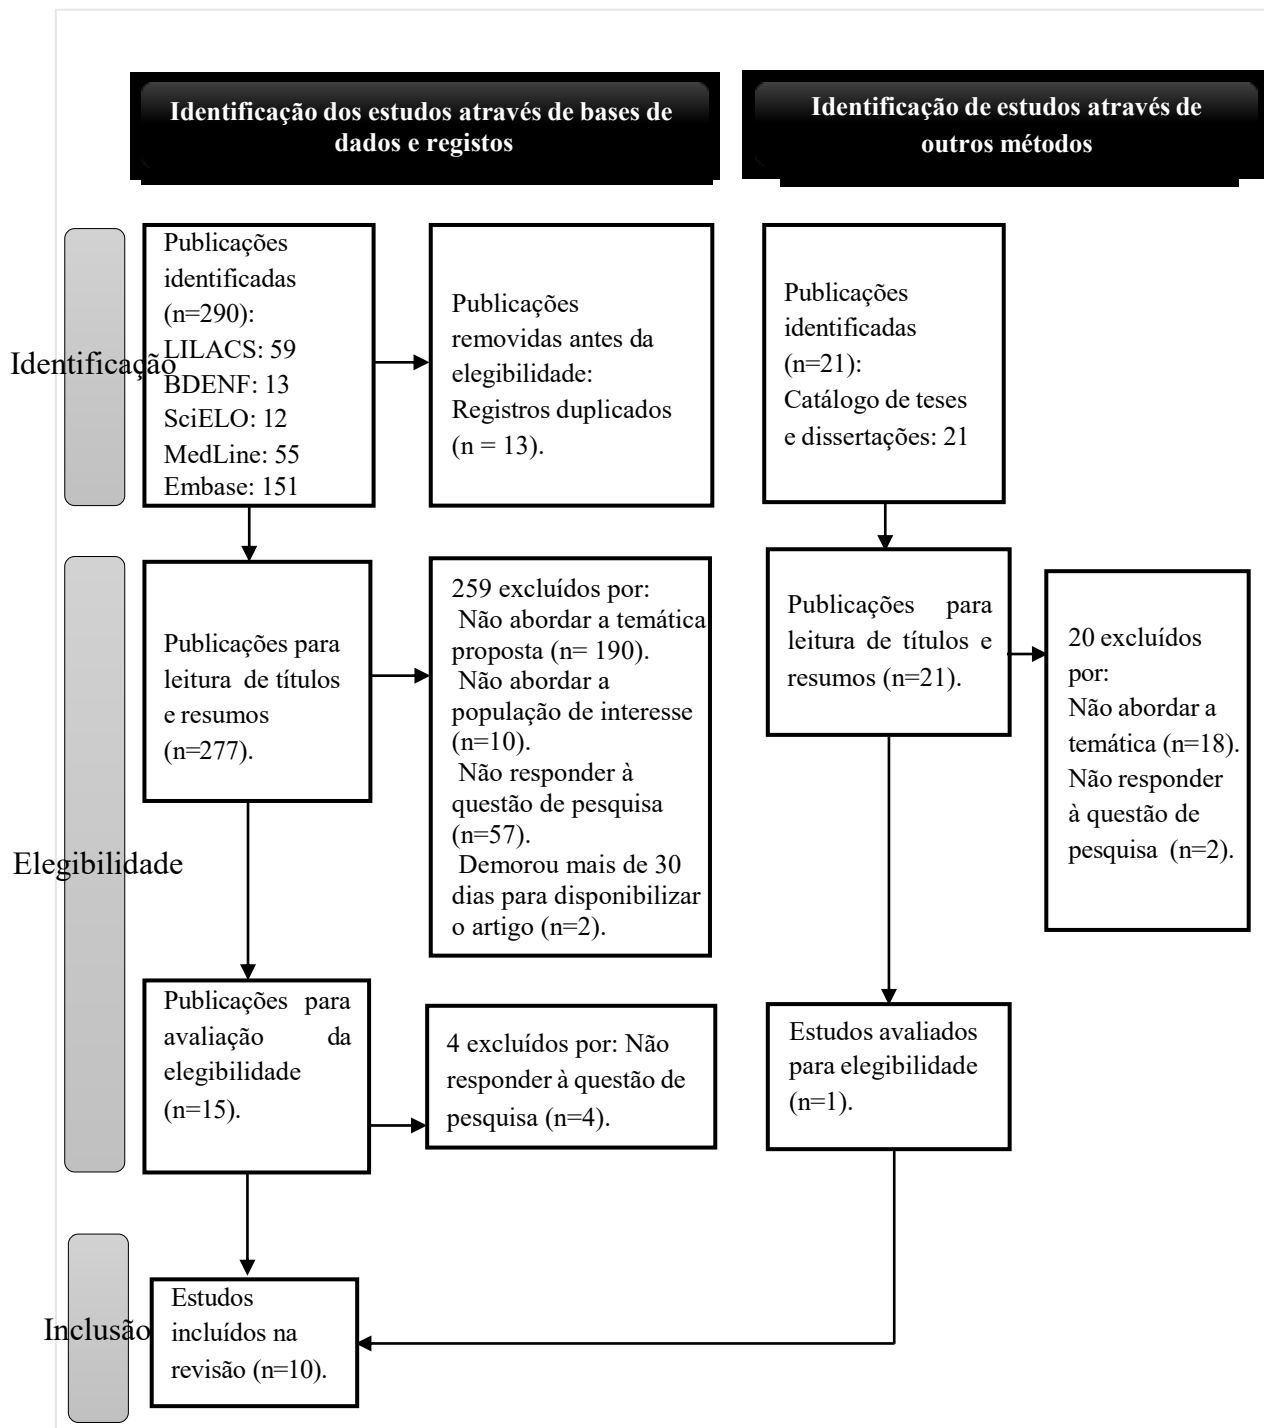 Identificação dos estudos através de bases de
dados e registos
Identificação de estudos através de
outros métodos
Identificação
Publicações
identificadas
(n=290):
LILACS: 59
BDENF: 13
SciELO: 12
MedLine: 55
Embase: 151
Publicações
removidas antes da
elegibilidade:
Registros duplicados
(n = 13).
Publicações
identificadas
(n=21):
Catálogo de teses
e dissertações: 21
Elegibilidade
Publicações para
leitura de títulos
e resumos
(n=277).
259 excluídos por:
Não abordar a temática
proposta (n= 190).
Não abordar a
população de interesse
(n=10).
Não responder à
questão de pesquisa
(n=57).
Demorou mais de 30
dias para disponibilizar
o artigo (n=2).
Publicações para
leitura de títulos e
resumos (n=21).
20 excluídos
por:
Não abordar a
temática (n=18).
Não responder
à questão de
pesquisa (n=2).
Publicações para
avaliação da
elegibilidade
(n=15).
4 excluídos por: Não
responder à questão de
pesquisa (n=4).
Estudos avaliados
para elegibilidade
(n=1).
Inclusão
Estudos
incluídos na
revisão (n=10).